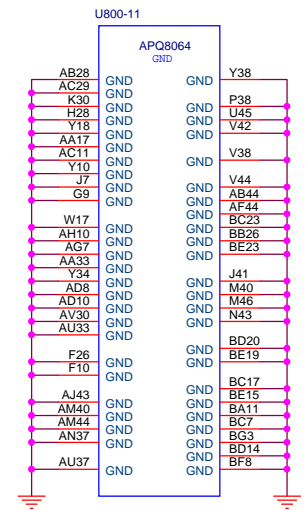 U800-11
APQ8064
GND
AB28 GND GND Y38
AC29 GND
K30 GND GND P38
H28 GND GND U45
Y18 GND GND V42
AA17 GND
AC11 GND GND V38
Y10 GND
J7 GND GND V44
G9 GND GND AB44
GND AF44
W17 GND GND BC23
AH10 GND GND BB26
AG7 GND GND BE23
AA33 GND
Y34 GND GND J41
AD8 GND GND M40
AD10 GND GND M46
AV30 GND GND N43
AU33 GND
GND BD20
F26 GND GND BE19
F10 GND
GND BC17
AJ43 GND GND BE15
AM40 GND GND BA11
AM44 GND GND BC7
AN37 GND GND BG3
GND BD14
AU37 GND GND BF8